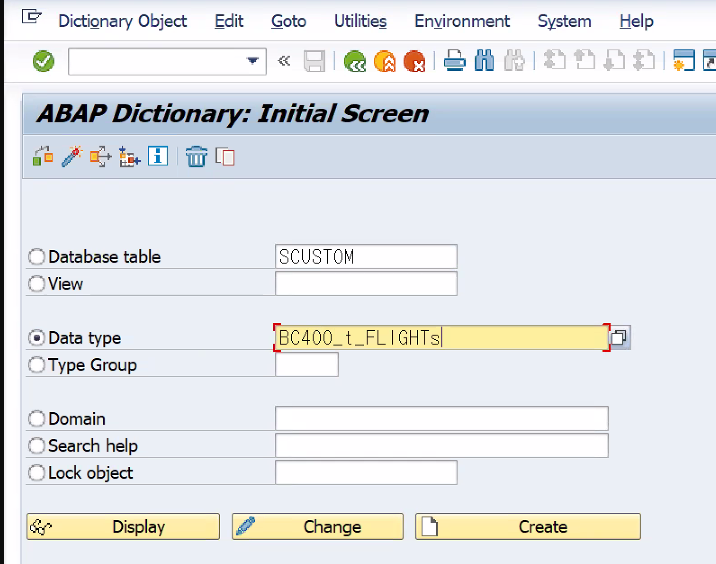 Dictionary Object Edit Goto Utilities Environment System Help
ABAP Dictionary: Initial Screen
Database table SCUSTOM
View
Data type BC400_t_FLIGHTs
Type Group
Domain
Search help
Lock object
Display Change Create